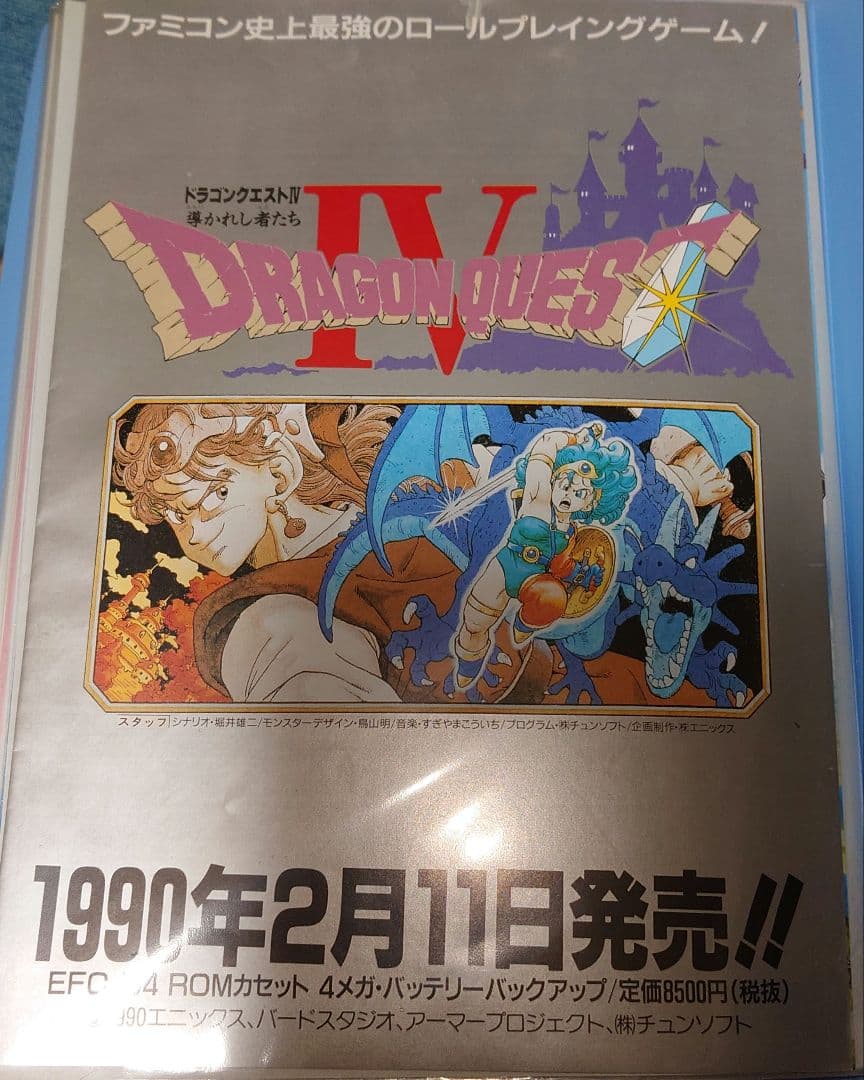 ファミコン史上最強のロールプレイングゲーム!
ドラゴンクエストIV
導かれし者たち
IV
DRAGON QUEST
スタッフ|シナリオ・堀井雄二/モンスターデザイン・鳥山明/音楽・すぎやまこういち/プログラム・㈱チュンソフト/企画制作・㈱エニックス
1990年2月11日発売!!
ROMカセット 4メガ・バッテリーバックアップ/定価8500円(税抜)
エニックス、バードスタジオ、アーマープロジェクト、㈱チュンソフト